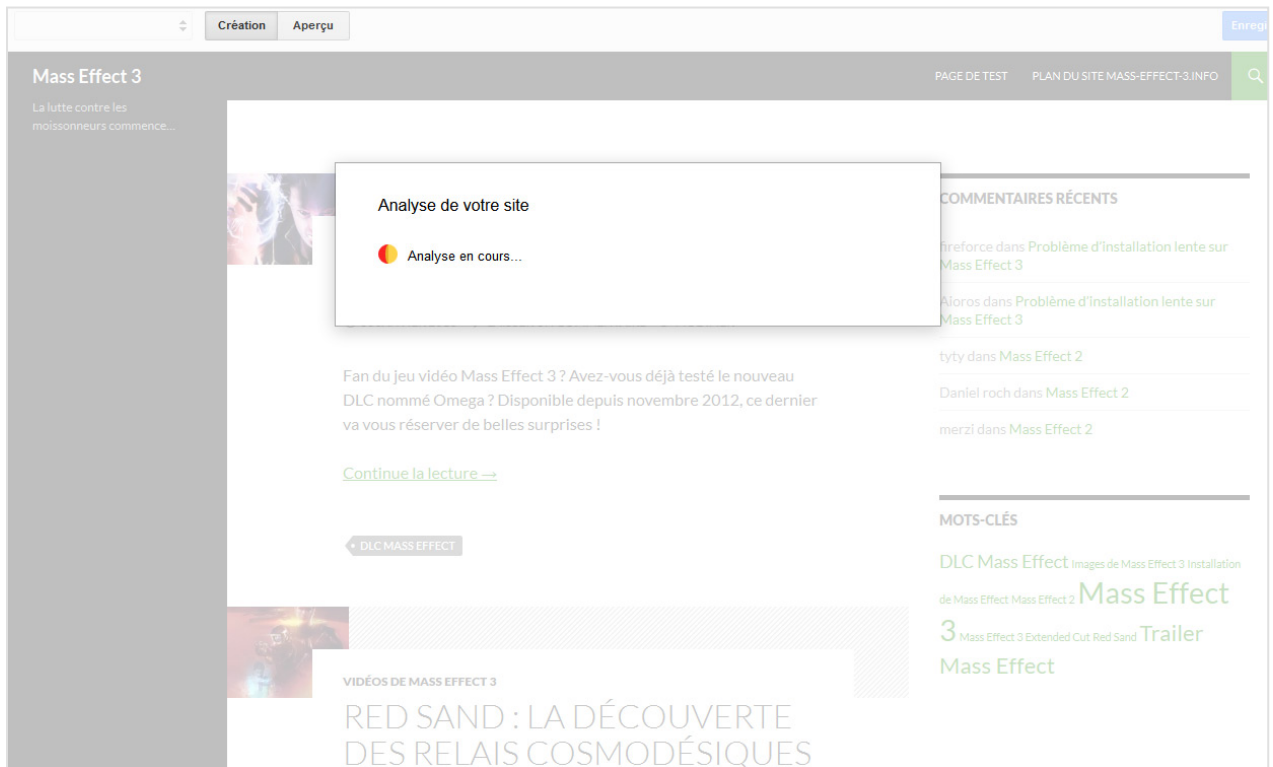 Création Aperçu
Mass Effect 3
PAGE DE TEST PLAN DU SITE MASS-EFFECT-3.INFO
La lutte contre les
moissonneurs commence...
Analyse de votre site
Analyse en cours...
Fan du jeu vidéo Mass Effect 3 ? Avez-vous déjà testé le nouveau
DLC nommé Omega ? Disponible depuis novembre 2012, ce dernier
va vous réserver de belles surprises !
Continue la lecture →
DLC MASS EFFECT
VIDÉOS DE MASS EFFECT 3
RED SAND : LA DÉCOUVERTE
DES RELAIS COSMODÉSIQUES
COMMENTAIRES RÉCENTS
fireforce dans Problème d'installation lente sur
Mass Effect 3
Aioros dans Problème d'installation lente sur
Mass Effect 3
tyty dans Mass Effect 2
Daniel roch dans Mass Effect 2
merzi dans Mass Effect 2
MOTS-CLÉS
DLC Mass Effect Images de Mass Effect 3 Installation
de Mass Effect Mass Effect 2 Mass Effect
3 Mass Effect 3 Extended Cut Red Sand Trailer
Mass Effect